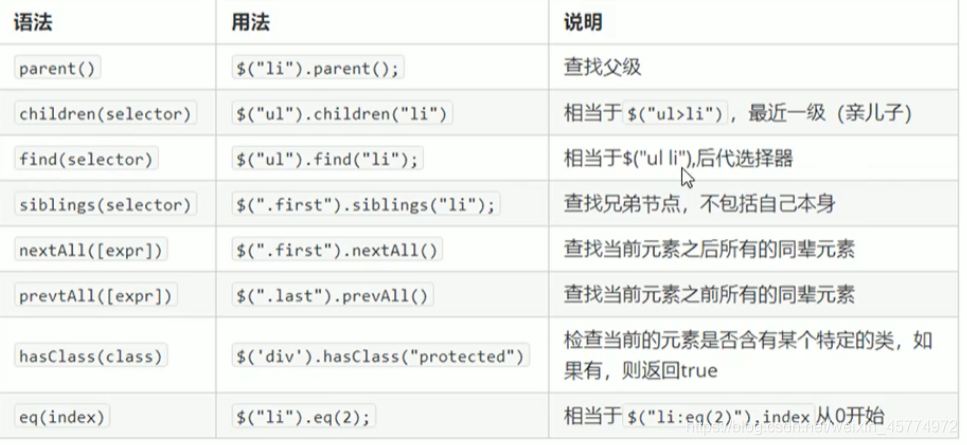 语法 用法 说明
parent() $("li").parent(); 查找父级
children(selector) $("ul").children("li") 相当于$("ul>li")，最近一级（亲儿子）
find(selector) $("ul").find("li"); 相当于$("ul li"),后代选择器
siblings(selector) $(".first").siblings("li"); 查找兄弟节点，不包括自己本身
nextAll([expr]) $(".first").nextAll() 查找当前元素之后所有的同辈元素
prevtAll([expr]) $(".last").prevAll() 查找当前元素之前所有的同辈元素
hasClass(class) $('div').hasClass("protected") 检查当前的元素是否含有某个特定的类，如
果有，则返回true
eq(index) $("li").eq(2); 相当于$("li:eq(2)"),index从0开始
https://blog.csdn.net/weixin_45774972